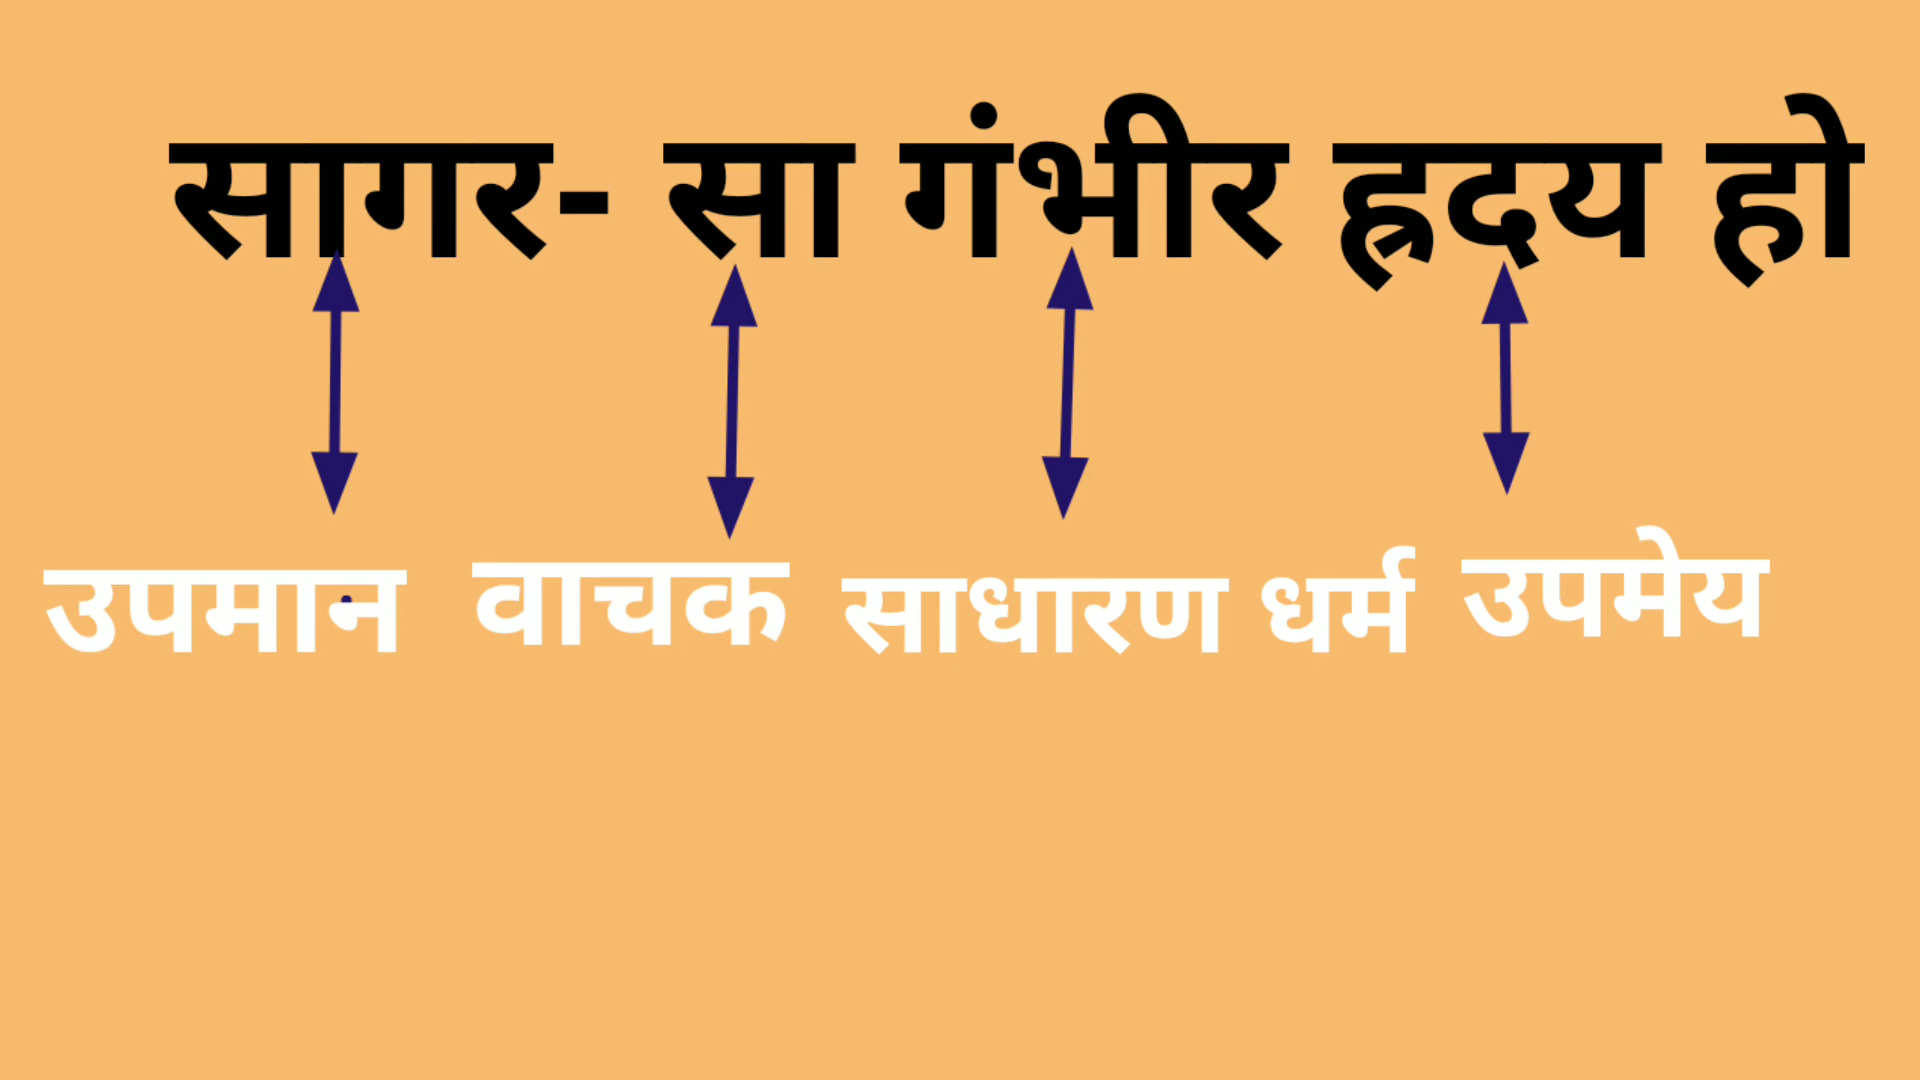 सागर- सा गंभीर ह्रदय हो
उपमान वाचक साधारण धर्म उपमेय